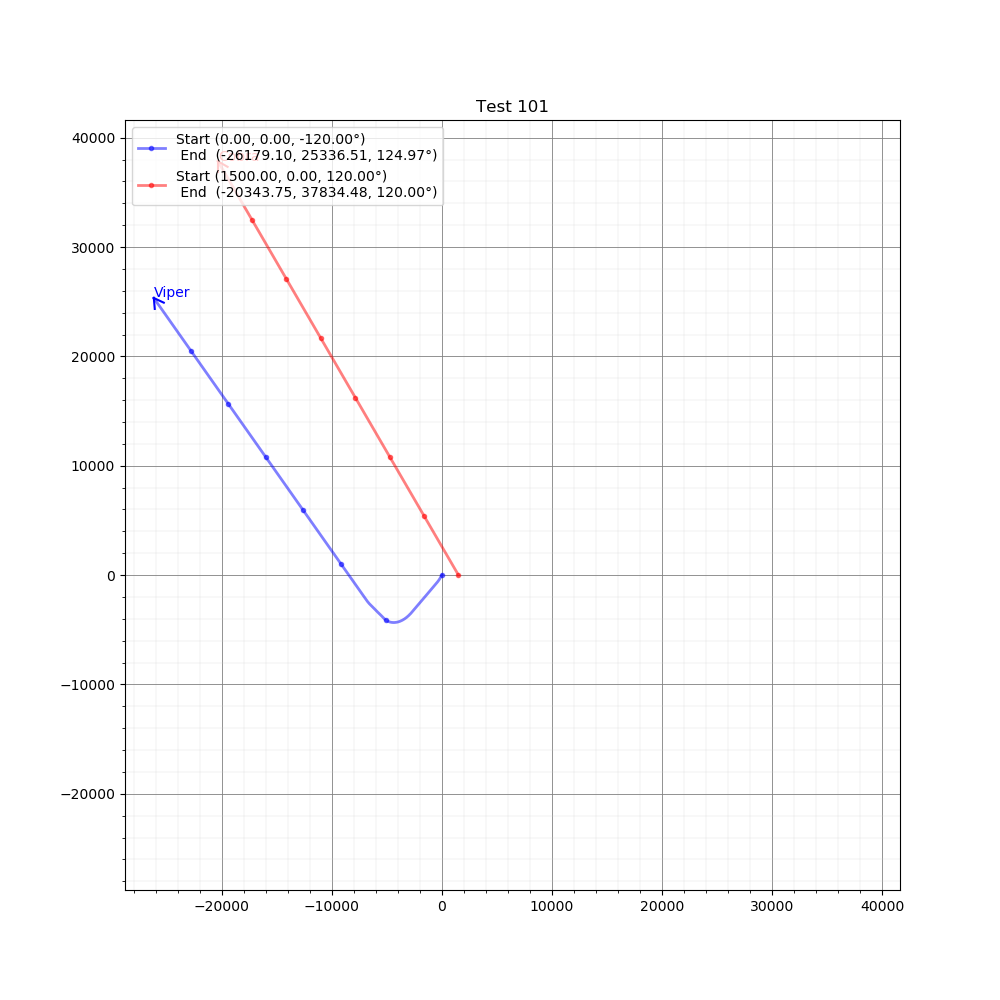 Test 101
Start (0.00, 0.00, -120.00°)
End (-26179.10, 25336.51, 124.97°)
Start (1500.00, 0.00, 120.00°)
End (-20343.75, 37834.48, 120.00°)
Viper
40000
30000
20000
10000
0
−10000
−20000
−20000 −10000 0 10000 20000 30000 40000